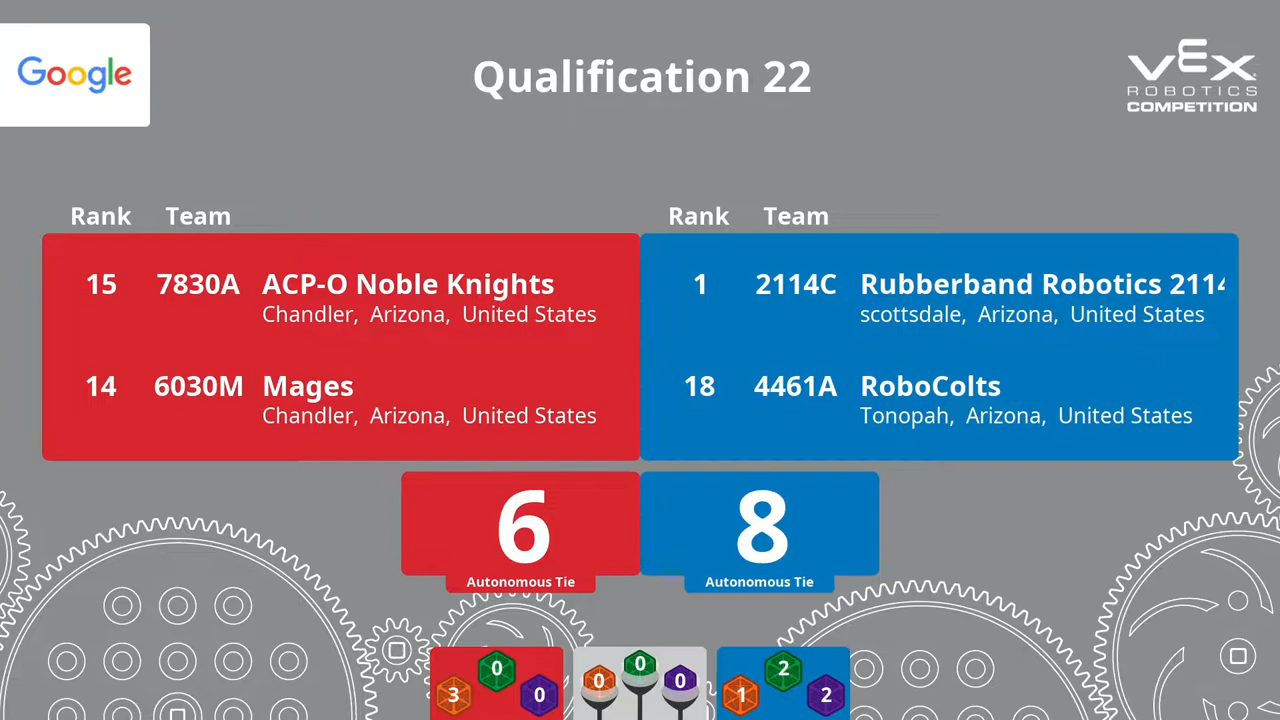 Google
Qualification 22
VEX
ROBOTICS
COMPETITION
Rank Team
Rank Team
15 7830A ACP-O Noble Knights
Chandler, Arizona, United States
14 6030M Mages
Chandler, Arizona, United States
1 2114C Rubberband Robotics 2114
scottsdale, Arizona, United States
18 4461A RoboColts
Tonopah, Arizona, United States
6
8
Autonomous Tie
Autonomous Tie
3 0 0
0 0 0
1 2 2